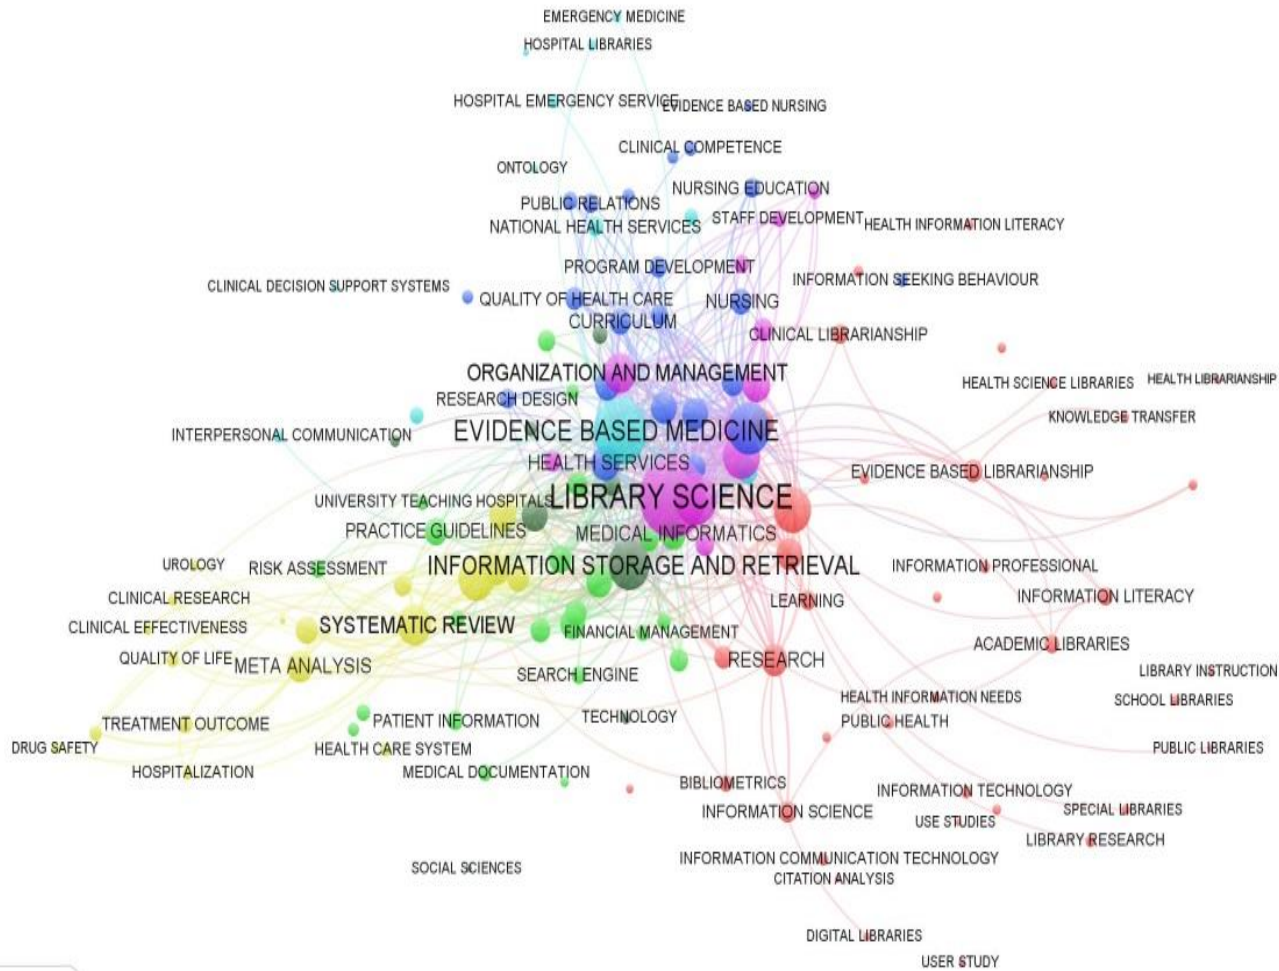 EMERGENCY MEDICINE
HOSPITAL LIBRARIES
HOSPITAL EMERGENCY SERVICE
EVIDENCE BASED NURSING
CLINICAL COMPETENCE
ONTOLOGY
NURSING EDUCATION
PUBLIC RELATIONS
STAFF DEVELOPMENT
HEALTH INFORMATION LITERACY
NATIONAL HEALTH SERVICES
PROGRAM DEVELOPMENT
INFORMATION SEEKING BEHAVIOUR
CLINICAL DECISION SUPPORT SYSTEMS
QUALITY OF HEALTH CARE
NURSING
CURRICULUM
CLINICAL LIBRARIANSHIP
ORGANIZATION AND MANAGEMENT
HEALTH SCIENCE LIBRARIES
HEALTH LIBRARIANSHIP
RESEARCH DESIGN
KNOWLEDGE TRANSFER
INTERPERSONAL COMMUNICATION
EVIDENCE BASED MEDICINE
HEALTH SERVICES
EVIDENCE BASED LIBRARIANSHIP
UNIVERSITY TEACHING HOSPITALS
LIBRARY SCIENCE
PRACTICE GUIDELINES
MEDICAL INFORMATICS
UROLOGY
RISK ASSESSMENT
INFORMATION STORAGE AND RETRIEVAL
INFORMATION PROFESSIONAL
CLINICAL RESEARCH
LEARNING
INFORMATION LITERACY
CLINICAL EFFECTIVENESS
SYSTEMATIC REVIEW
FINANCIAL MANAGEMENT
ACADEMIC LIBRARIES
QUALITY OF LIFE
META ANALYSIS
SEARCH ENGINE
RESEARCH
LIBRARY INSTRUCTION
HEALTH INFORMATION NEEDS
SCHOOL LIBRARIES
TREATMENT OUTCOME
PATIENT INFORMATION
TECHNOLOGY
PUBLIC HEALTH
DRUG SAFETY
HEALTH CARE SYSTEM
PUBLIC LIBRARIES
HOSPITALIZATION
MEDICAL DOCUMENTATION
BIBLIOMETRICS
INFORMATION TECHNOLOGY
INFORMATION SCIENCE
SPECIAL LIBRARIES
USE STUDIES
LIBRARY RESEARCH
INFORMATION COMMUNICATION TECHNOLOGY
SOCIAL SCIENCES
CITATION ANALYSIS
DIGITAL LIBRARIES
USER STUDY